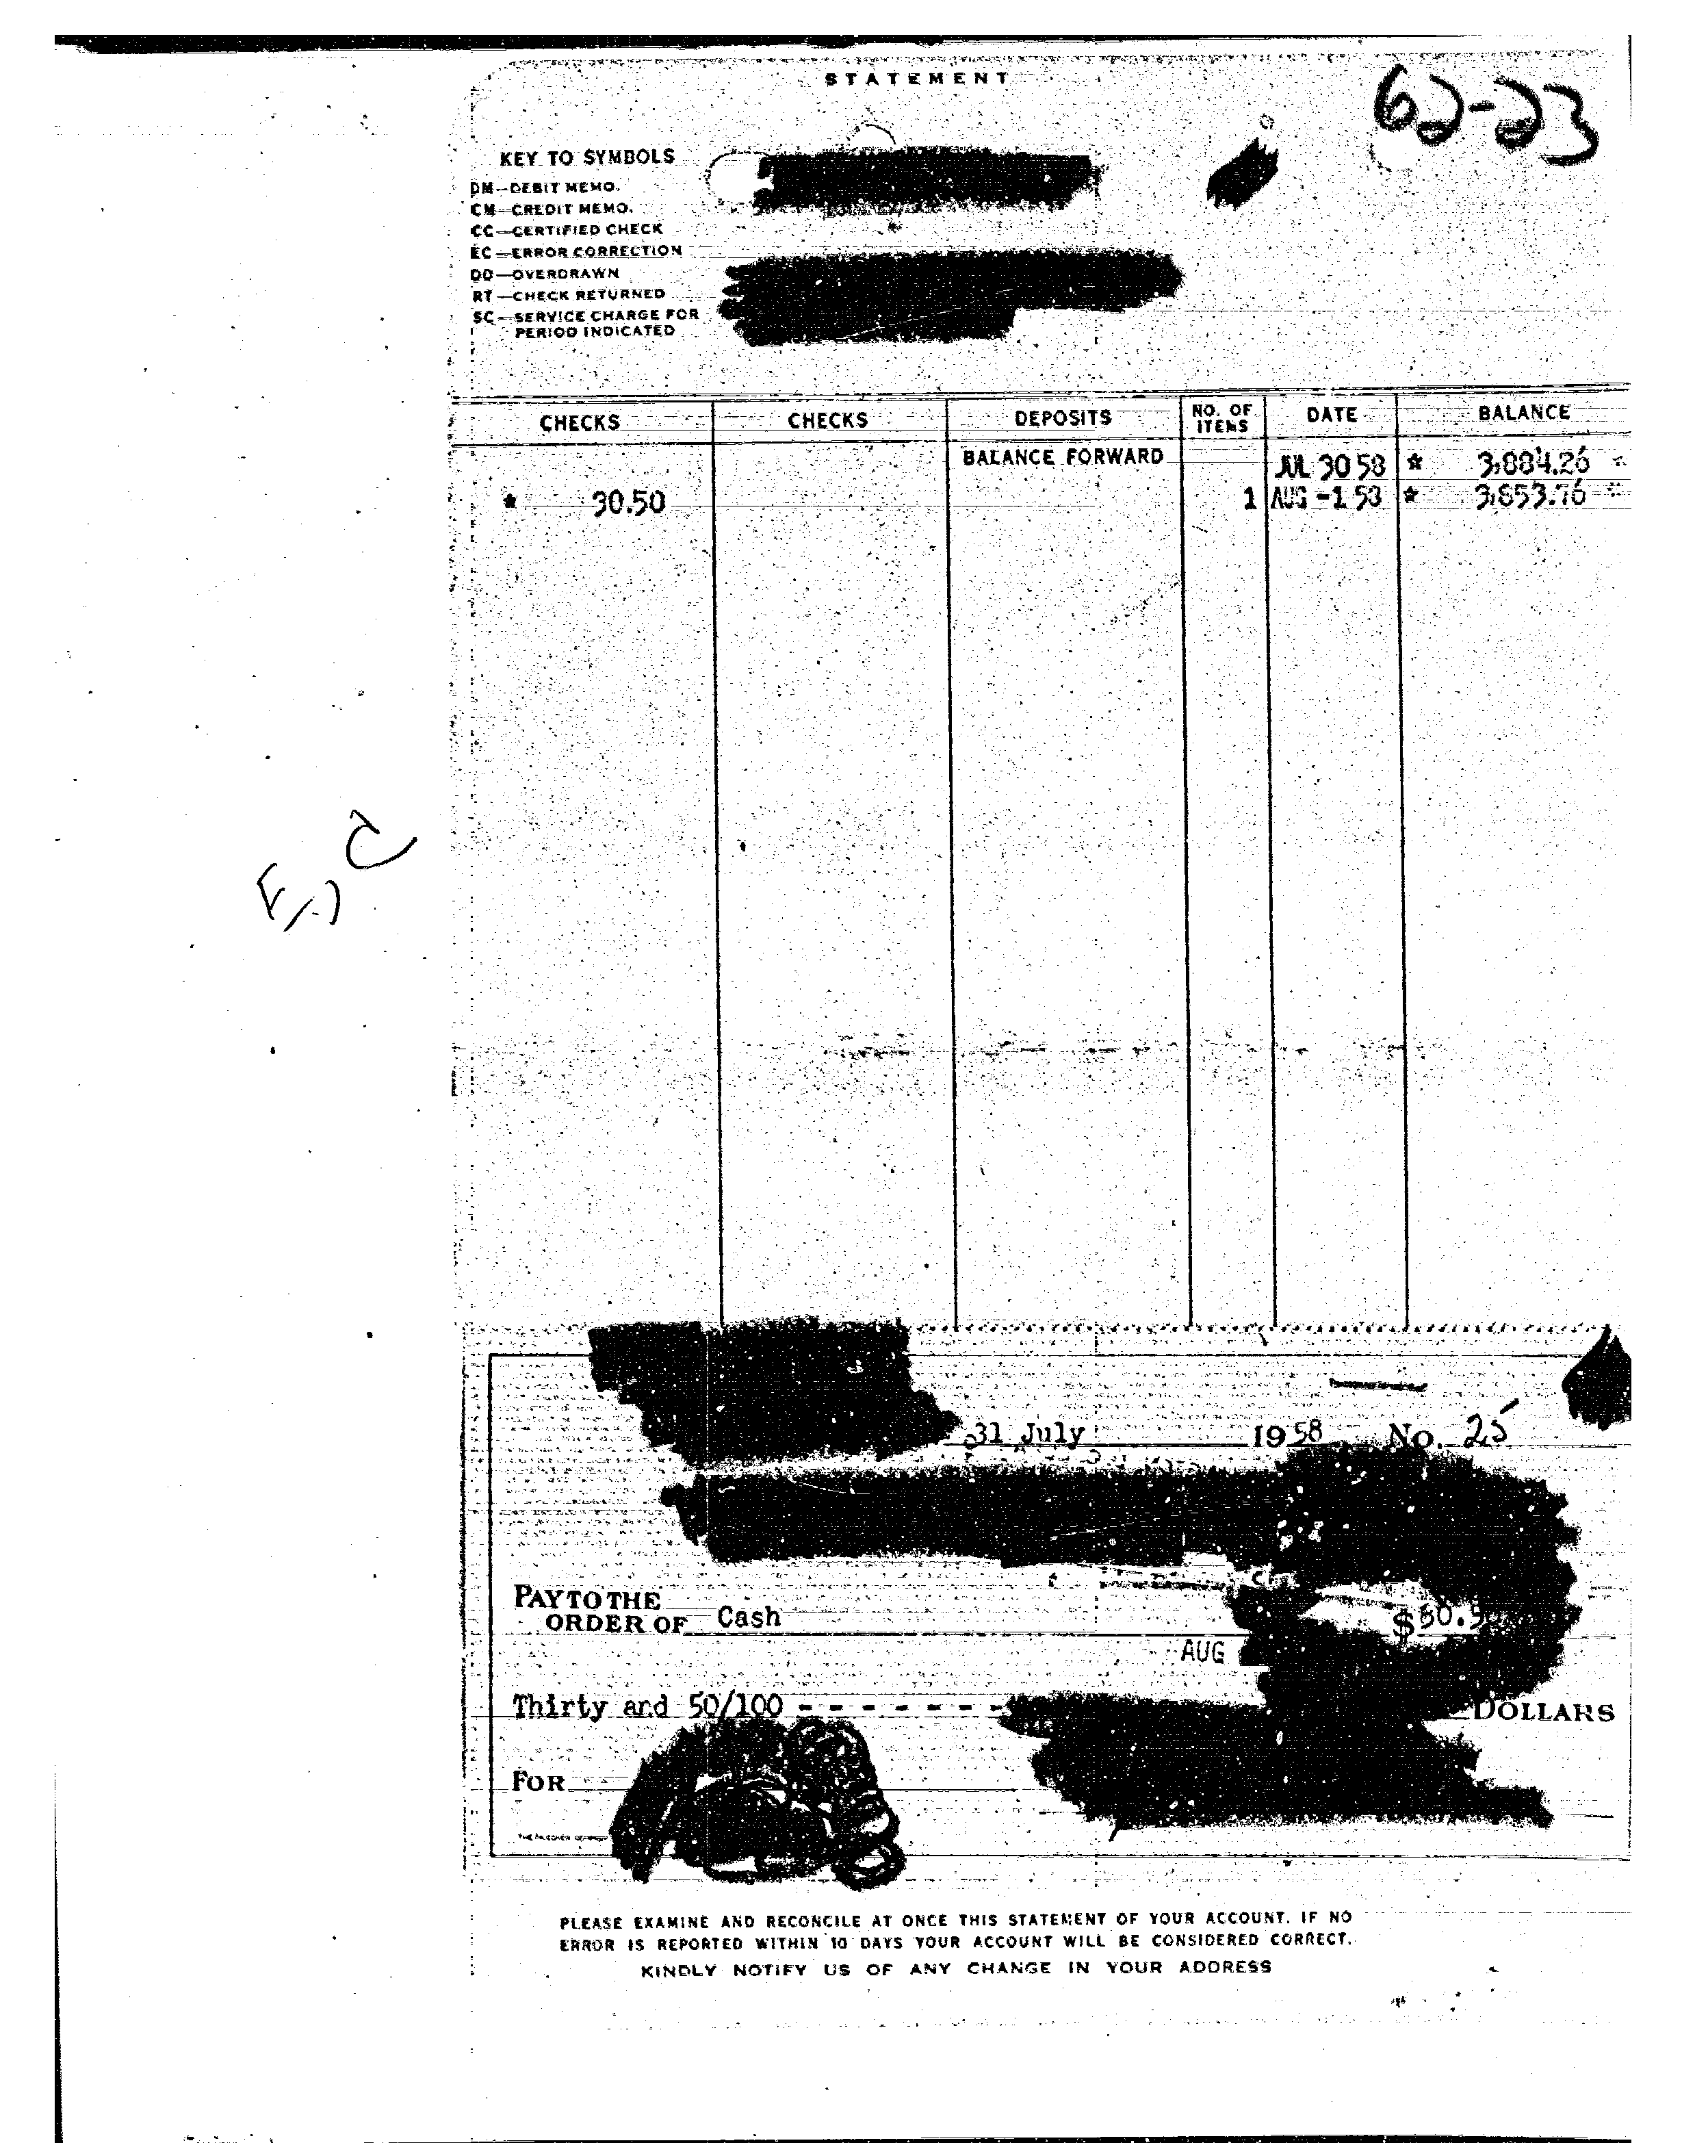 STATEMENT
62-23
KEY TO SYMBOLS
DM—DEBIT MEMO.
CM—CREDIT MEMO.
CC—CERTIFIED CHECK
EC—ERROR CORRECTION
OD—OVERDRAWN
RT—CHECK RETURNED
SC—SERVICE CHARGE FOR
PERIOD INDICATED
CHECKS CHECKS DEPOSITS NO. OF ITEMS DATE BALANCE
BALANCE FORWARD JUL 30 58 * 3,884.26 *
* 30.50 1 AUG -1 58 * 3,853.76 *
31 July 1958 No. 25
PAY TO THE
ORDER OF Cash $30.5
AUG
Thirty and 50/100 - - - - - - - DOLLARS
FOR
PLEASE EXAMINE AND RECONCILE AT ONCE THIS STATEMENT OF YOUR ACCOUNT. IF NO
ERROR IS REPORTED WITHIN 10 DAYS YOUR ACCOUNT WILL BE CONSIDERED CORRECT.
KINDLY NOTIFY US OF ANY CHANGE IN YOUR ADDRESS